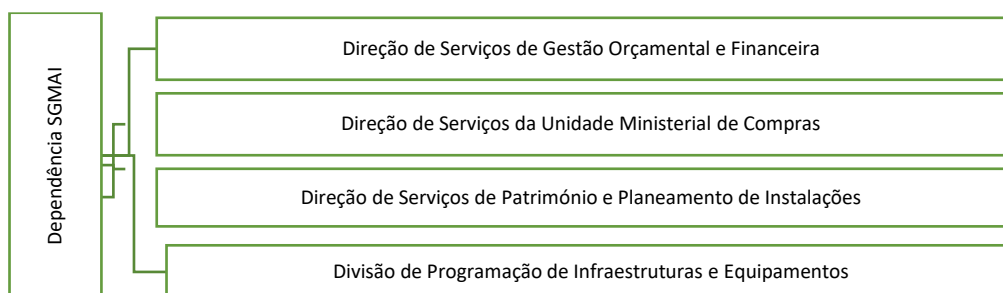 Dependência SGMAI
Direção de Serviços de Gestão Orçamental e Financeira
Direção de Serviços da Unidade Ministerial de Compras
Direção de Serviços de Património e Planeamento de Instalações
Divisão de Programação de Infraestruturas e Equipamentos